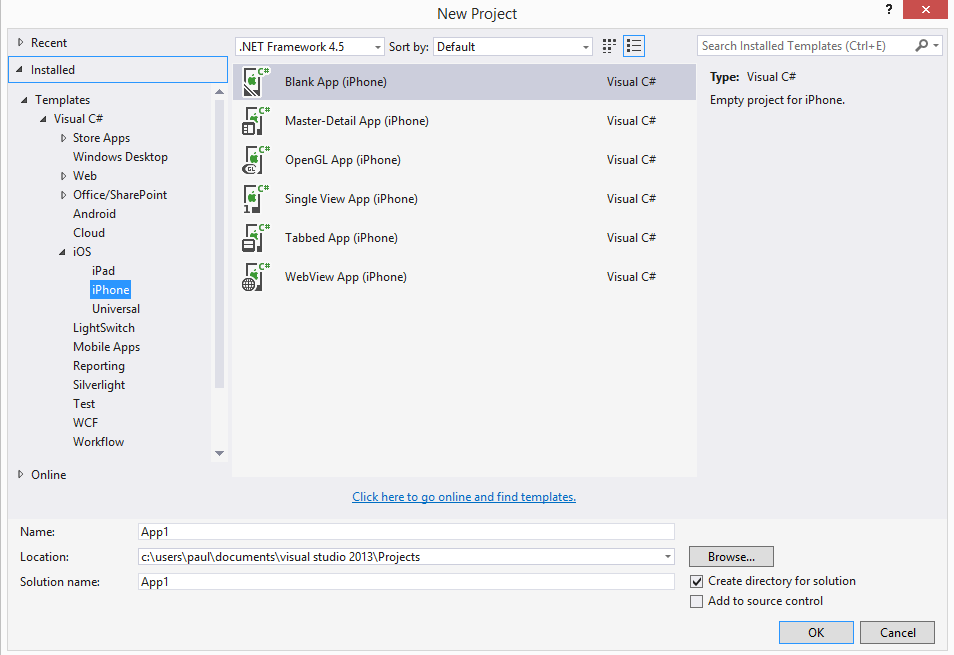 New Project
?
Recent
Installed
Templates
Visual C#
Store Apps
Windows Desktop
Web
Office/SharePoint
Android
Cloud
iOS
iPad
iPhone
Universal
LightSwitch
Mobile Apps
Reporting
Silverlight
Test
WCF
Workflow
Online
.NET Framework 4.5 Sort by: Default
C# Blank App (iPhone) Visual C#
C# Master-Detail App (iPhone) Visual C#
C# GL OpenGL App (iPhone) Visual C#
C# 1 Single View App (iPhone) Visual C#
C# Tabbed App (iPhone) Visual C#
C# WebView App (iPhone) Visual C#
Search Installed Templates (Ctrl+E)
Type: Visual C#
Empty project for iPhone.
Click here to go online and find templates.
Name: App1
Location: c:\users\paul\documents\visual studio 2013\Projects Browse...
Solution name: App1
Create directory for solution
Add to source control
OK Cancel